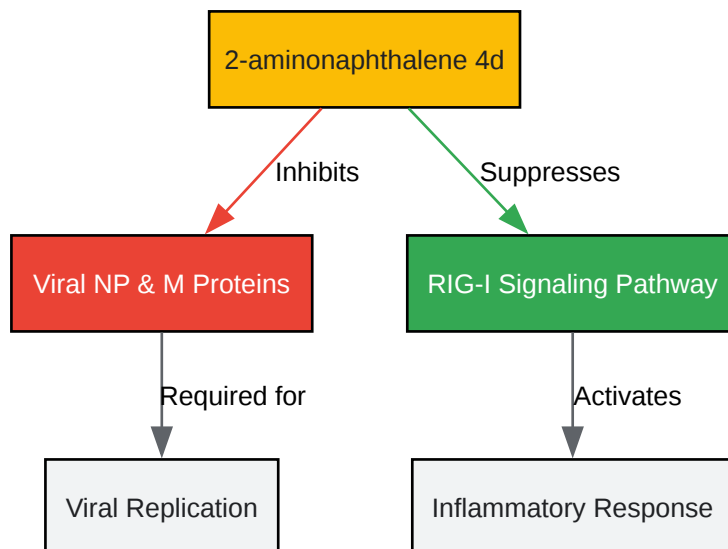 2-aminonaphthalene 4d
Inhibits
Suppresses
Viral NP & M Proteins
RIG-I Signaling Pathway
Required for
Activates
Viral Replication
Inflammatory Response